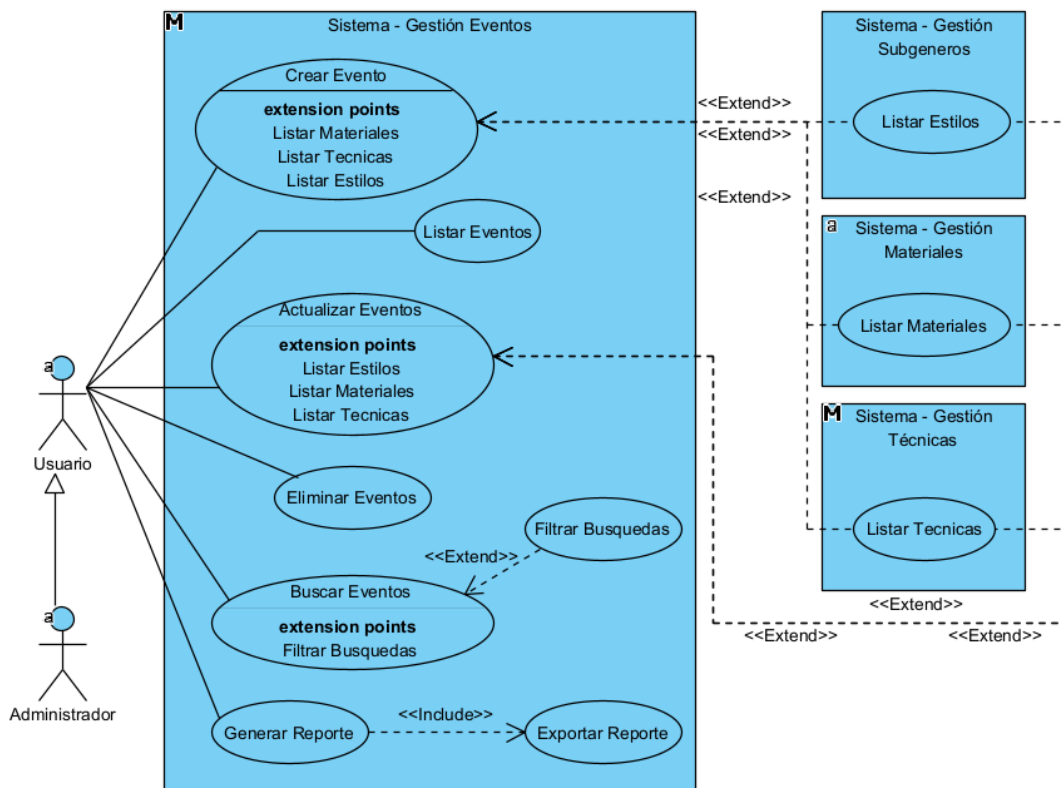 M
Sistema - Gestión Eventos
Crear Evento
extension points
Listar Materiales
Listar Tecnicas
Listar Estilos
Listar Eventos
Actualizar Eventos
extension points
Listar Estilos
Listar Materiales
Listar Tecnicas
Eliminar Eventos
Filtrar Busquedas
<<Extend>>
Buscar Eventos
extension points
Filtrar Busquedas
Generar Reporte
<<Include>>
Exportar Reporte
a
Usuario
a
Administrador
<<Extend>>
<<Extend>>
<<Extend>>
Sistema - Gestión
Subgeneros
Listar Estilos
a
Sistema - Gestión
Materiales
Listar Materiales
M
Sistema - Gestión
Técnicas
Listar Tecnicas
<<Extend>>
<<Extend>>
<<Extend>>